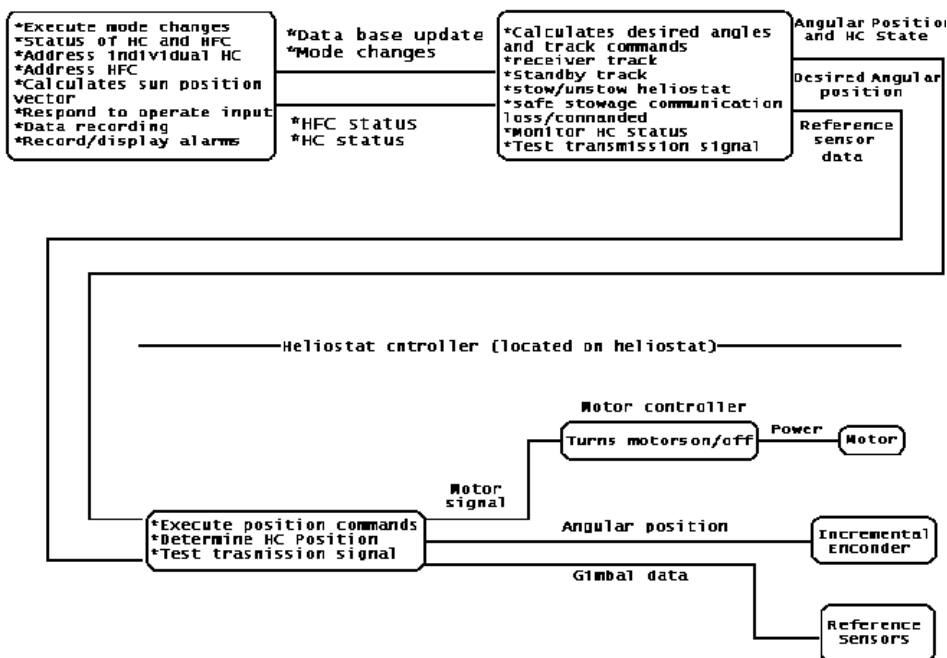 *Execute mode changes
*Status of HC and HFC
*Address individual HC
*Address HFC
*Calculates sun position
vector
*Respond to operate input
*Data recording
*Record/display alarms
*Data base update
*Mode changes
*HFC status
*HC status
*Calculates desired angles
and track commands
*receiver track
*Standby track
*stow/unstow heliostat
*safe stowage communication
loss/connanded
*Monitor HC status
*Test transmission signal
Angular Position
and HC State
Desired Angular
position
Reference
sensor
data
Heliostat cntroller (located on heliostat)
Motor controller
Turns motorson/off
Power
Motor
Motor
signal
*Execute position commands
*Determine HC Position
*Test trasmission signal
Angular position
Incremental
Enconder
Gimbal data
Reference
sensors